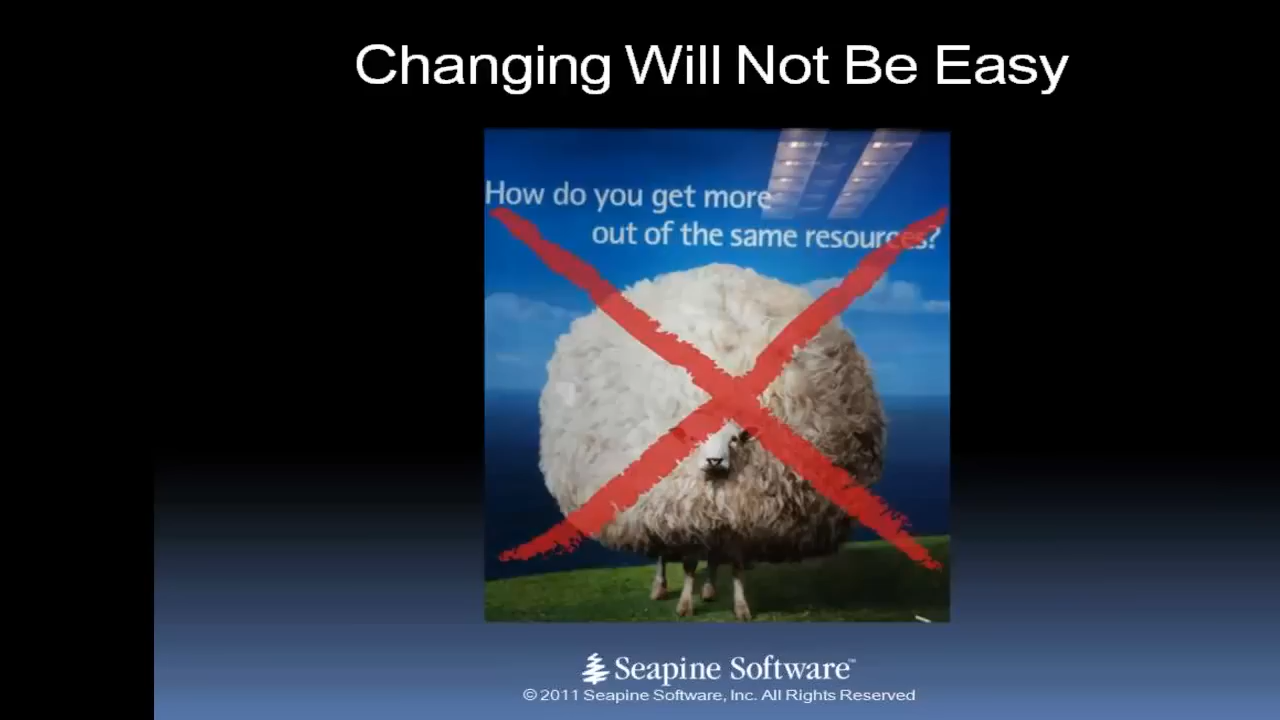 Changing Will Not Be Easy
How do you get more
out of the same resources?
Seapine Software™
© 2011 Seapine Software, Inc. All Rights Reserved